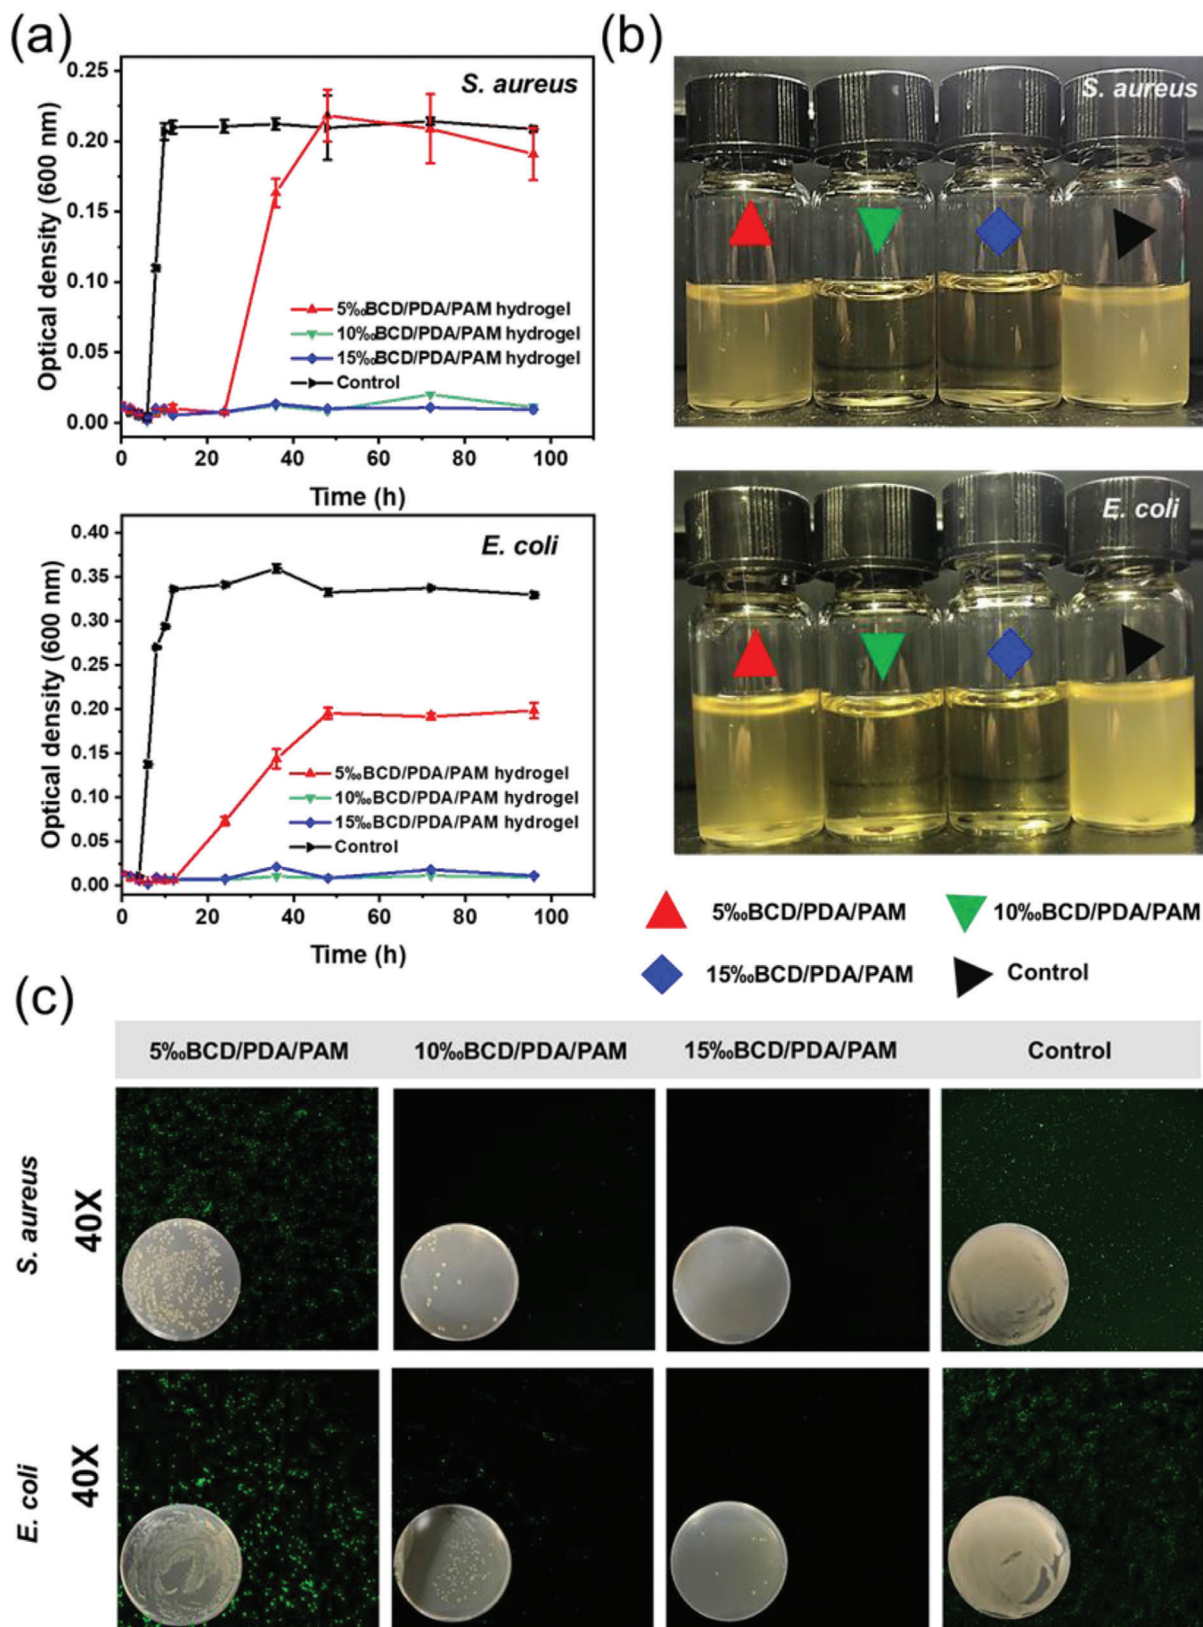 (a)
S. aureus
Optical density (600 nm)
0.25
0.20
0.15
0.10
0.05
0.00
5‰BCD/PDA/PAM hydrogel
10‰BCD/PDA/PAM hydrogel
15‰BCD/PDA/PAM hydrogel
Control
0 20 40 60 80 100
Time (h)
E. coli
Optical density (600 nm)
0.40
0.35
0.30
0.25
0.20
0.15
0.10
0.05
0.00
5‰BCD/PDA/PAM hydrogel
10‰BCD/PDA/PAM hydrogel
15‰BCD/PDA/PAM hydrogel
Control
0 20 40 60 80 100
Time (h)
(b)
S. aureus
E. coli
5‰BCD/PDA/PAM
10‰BCD/PDA/PAM
15‰BCD/PDA/PAM
Control
(c)
5‰BCD/PDA/PAM
10‰BCD/PDA/PAM
15‰BCD/PDA/PAM
Control
S. aureus
40X
E. coli
40X